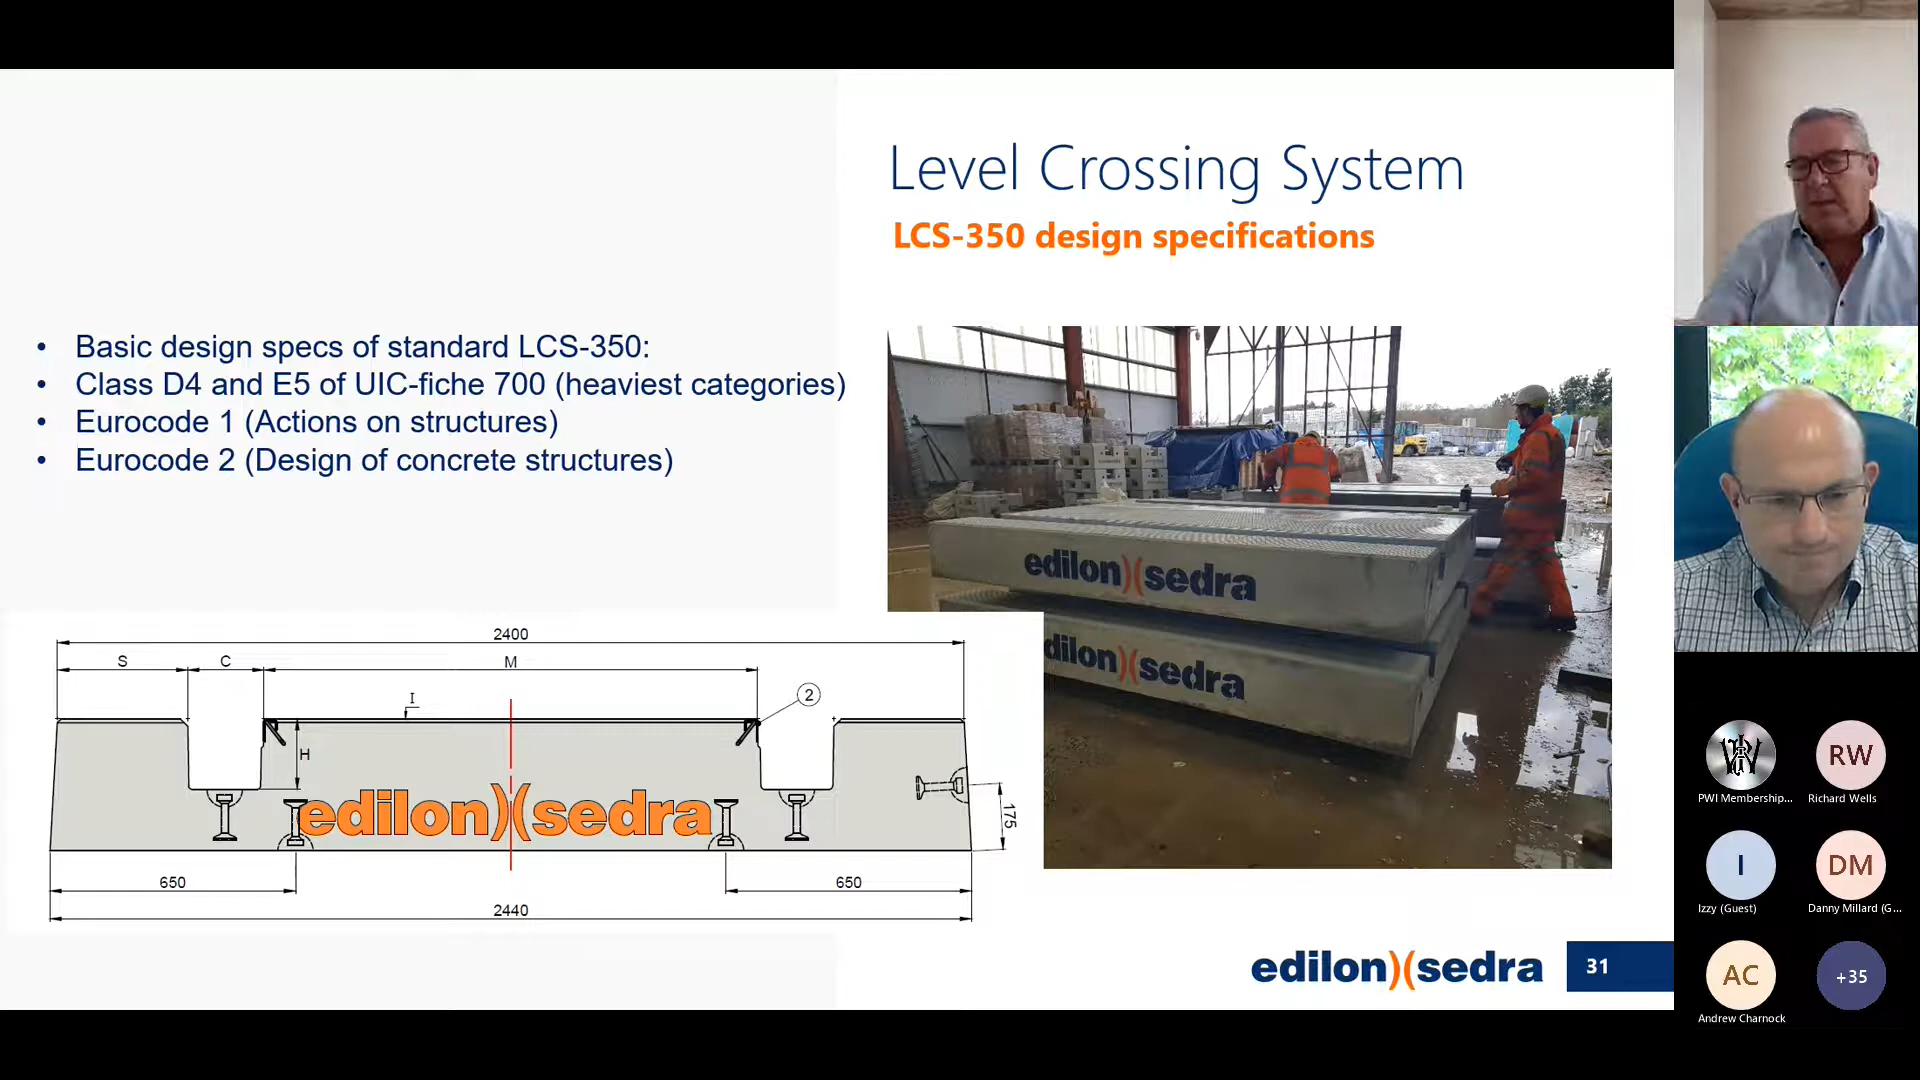 Level Crossing System
LCS-350 design specifications
• Basic design specs of standard LCS-350:
• Class D4 and E5 of UIC-fiche 700 (heaviest categories)
• Eurocode 1 (Actions on structures)
• Eurocode 2 (Design of concrete structures)
edilon)(sedra
dilon)(sedra
2400
S
C
M
I
2
H
edilon)(sedra
175
650
650
2440
edilon)(sedra
31
PWI Membership...
RW
Richard Wells
I
Izzy (Guest)
DM
Danny Millard (G...
AC
Andrew Charnock
+35